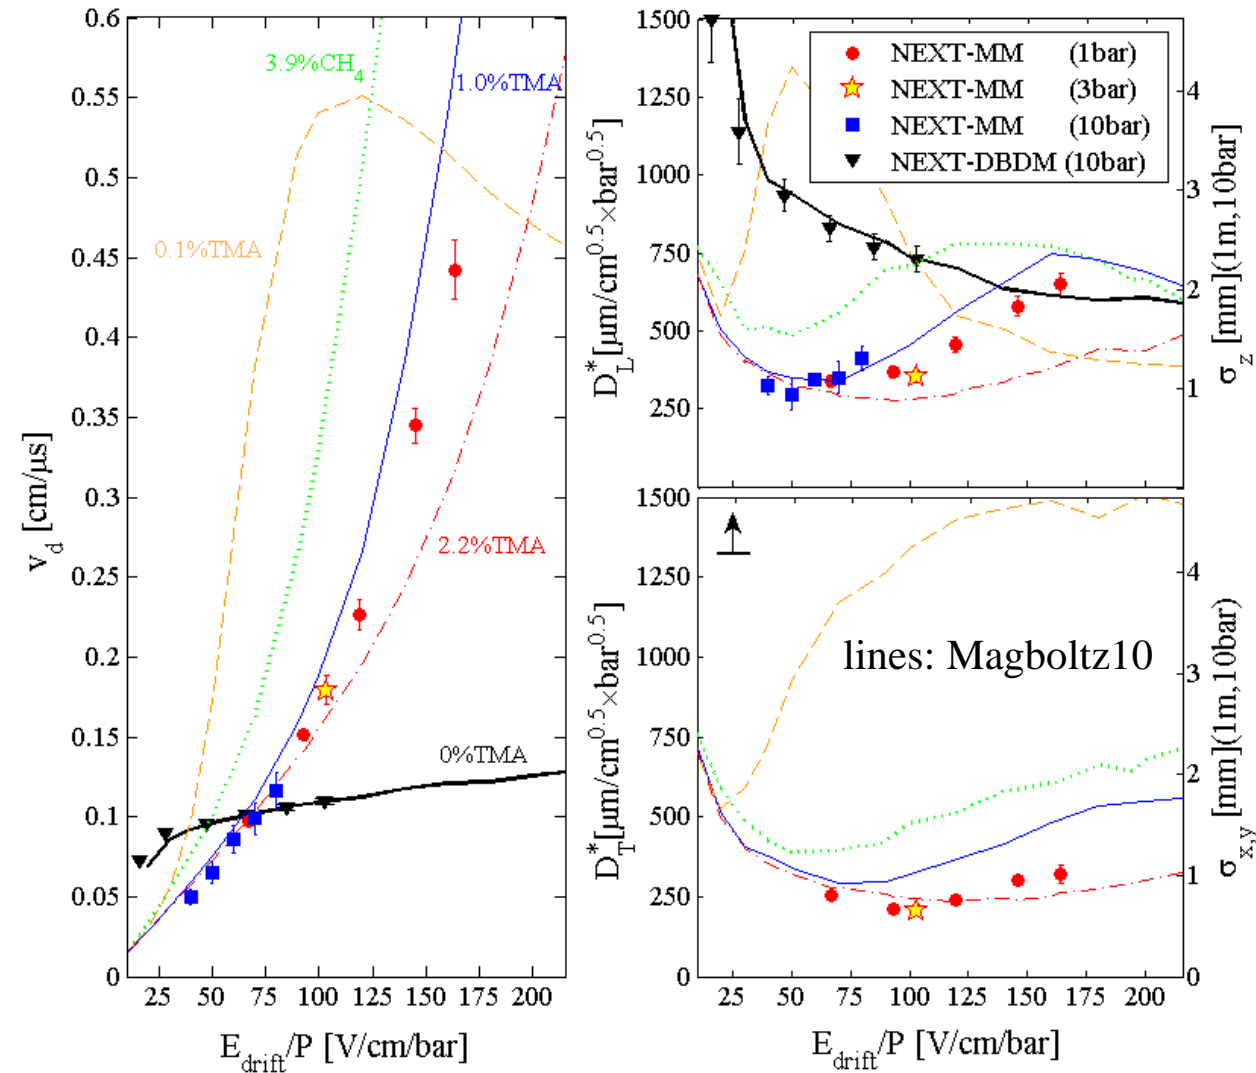 0.6
0.55
0.5
0.45
0.4
0.35
0.3
0.25
0.2
0.15
0.1
0.05
0
v_d [cm/μs]
3.9%CH_4
1.0%TMA
0.1%TMA
2.2%TMA
0%TMA
25 50 75 100 125 150 175 200
E_drift/P [V/cm/bar]
1500
1250
1000
750
500
250
D_L^*[μm/cm^0.5×bar^0.5]
NEXT-MM (1bar)
NEXT-MM (3bar)
NEXT-MM (10bar)
NEXT-DBDM (10bar)
4
3
2
1
σ_z [mm](1m,10bar)
1500
1250
1000
750
500
250
0
D_T^*[μm/cm^0.5×bar^0.5]
lines: Magboltz10
4
3
2
1
σ_x,y [mm](1m,10bar)
25 50 75 100 125 150 175 200
E_drift/P [V/cm/bar]